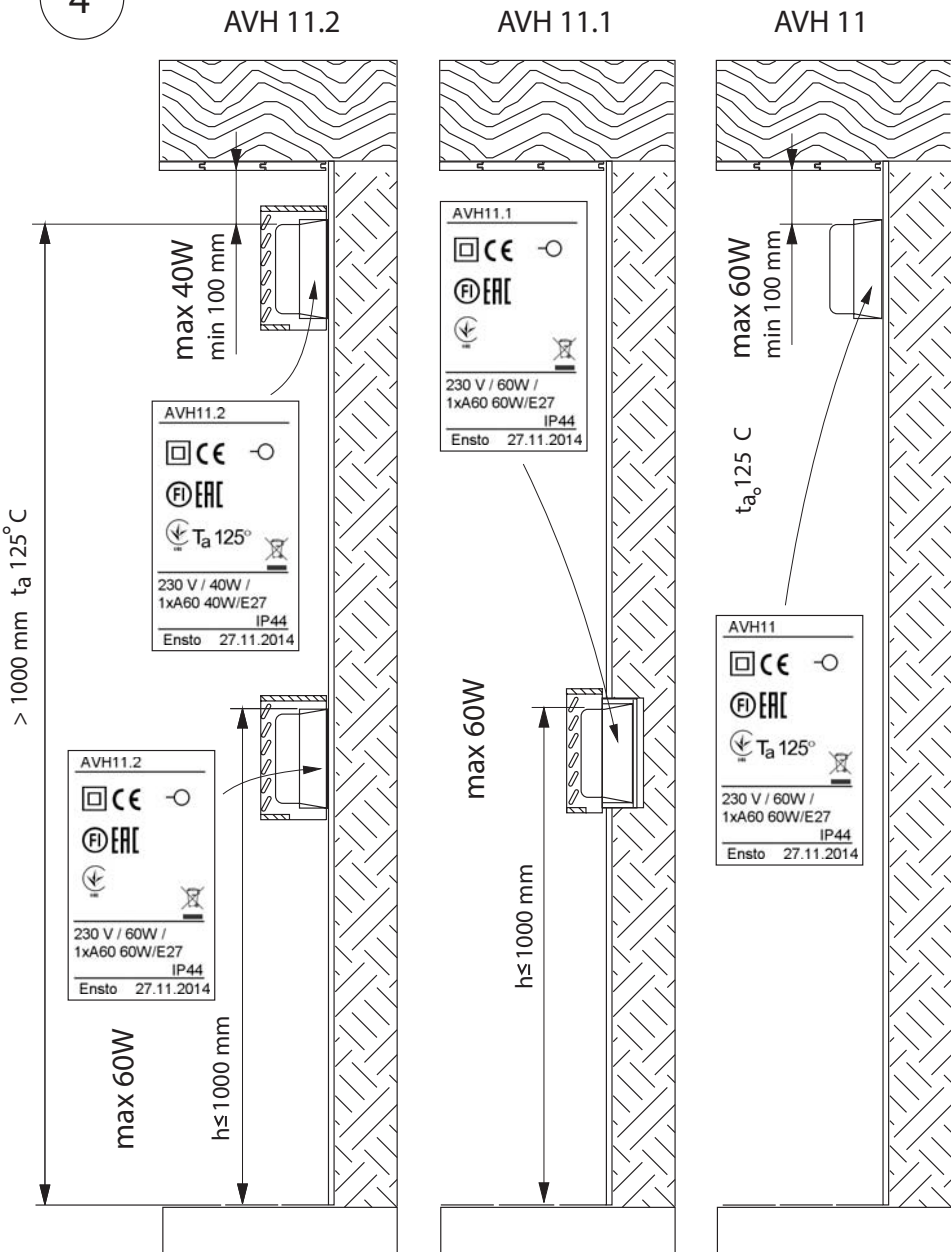 4
AVH 11.2
AVH 11.1
AVH 11
max 40W
min 100 mm
> 1000 mm ta 125° C
AVH11.2
CE
FI EAC
Ta 125°
230 V / 40W /
1xA60 40W/E27
IP44
Ensto 27.11.2014
AVH11.2
CE
FI EAC
230 V / 60W /
1xA60 60W/E27
IP44
Ensto 27.11.2014
max 60W
h≤1000 mm
AVH11.1
CE
FI EAC
230 V / 60W /
1xA60 60W/E27
IP44
Ensto 27.11.2014
max 60W
h≤1000 mm
max 60W
min 100 mm
ta° 125 C
AVH11
CE
FI EAC
Ta 125°
230 V / 60W /
1xA60 60W/E27
IP44
Ensto 27.11.2014